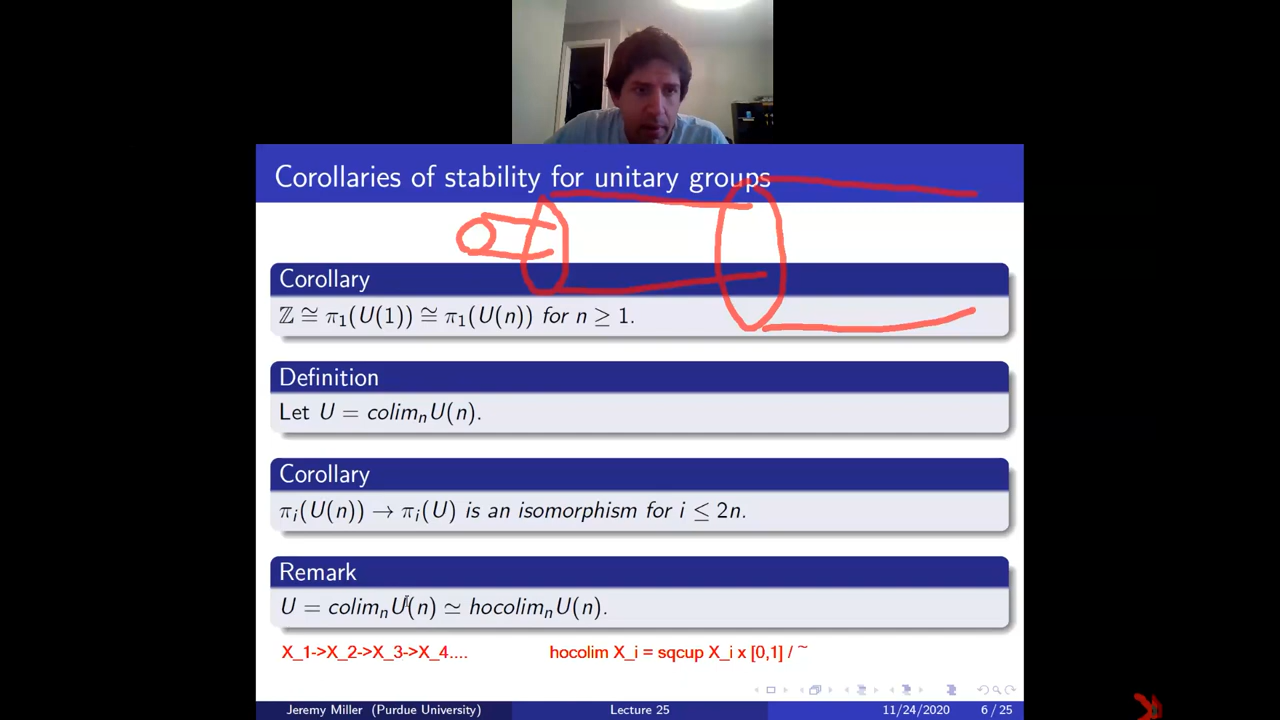 Corollaries of stability for unitary groups
Corollary
ℤ ≅ π₁(U(1)) ≅ π₁(U(n)) for n ≥ 1.
Definition
Let U = colimₙU(n).
Corollary
πᵢ(U(n)) → πᵢ(U) is an isomorphism for i ≤ 2n.
Remark
U = colimₙU(n) ≃ hocolimₙU(n).
X_1->X_2->X_3->X_4.... hocolim X_i = sqcup X_i x [0,1] / ~
Jeremy Miller (Purdue University) Lecture 25 11/24/2020 6 / 25